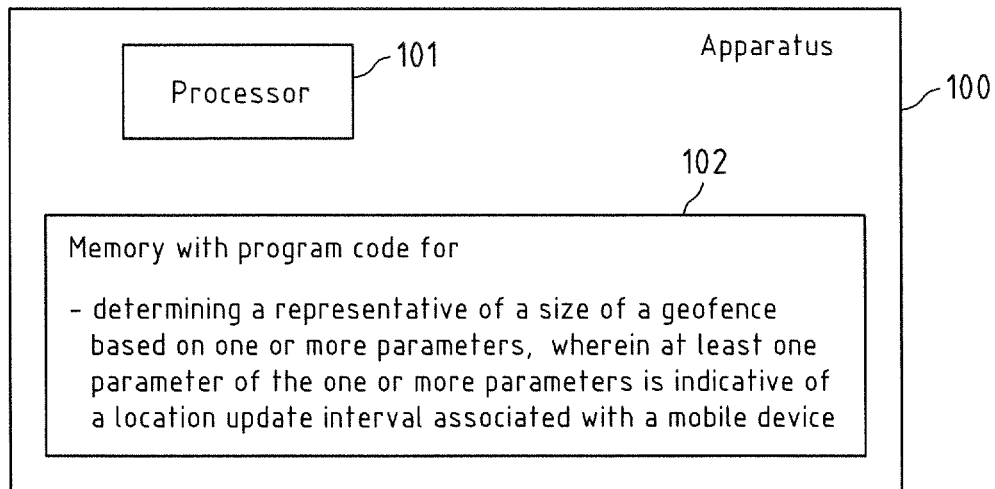 101
Apparatus
Processor
100
102
Memory with program code for
- determining a representative of a size of a geofence
based on one or more parameters, wherein at least one
parameter of the one or more parameters is indicative of
a location update interval associated with a mobile device